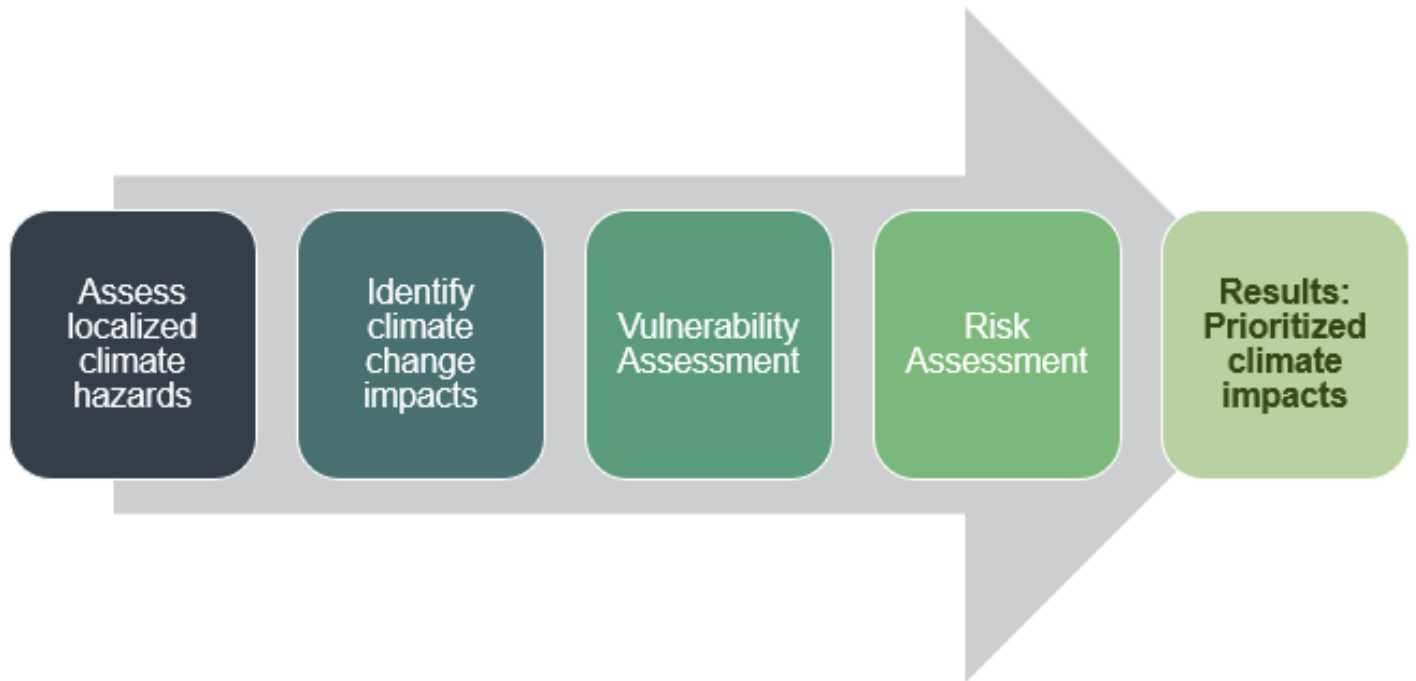 Assess
localized
climate
hazards
Identify
climate
change
impacts
Vulnerability
Assessment
Risk
Assessment
Results:
Prioritized
climate
impacts